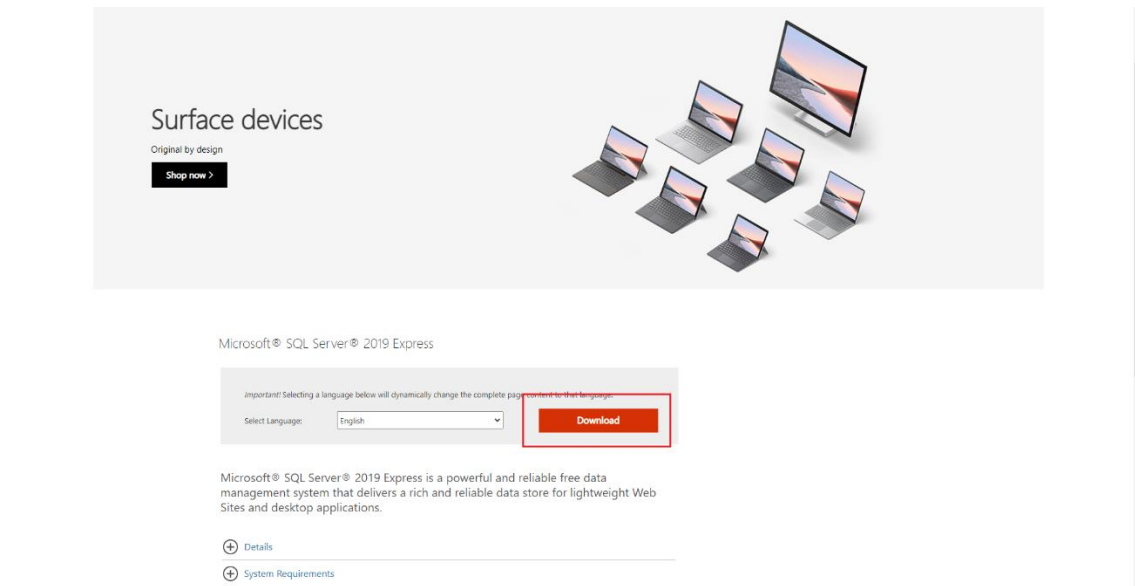 Surface devices
Original by design
Shop now >
Microsoft® SQL Server® 2019 Express
Important! Selecting a language below will dynamically change the complete page content to that language.
Select Language:
English
Download
Microsoft® SQL Server® 2019 Express is a powerful and reliable free data
management system that delivers a rich and reliable data store for lightweight Web
Sites and desktop applications.
Details
System Requirements